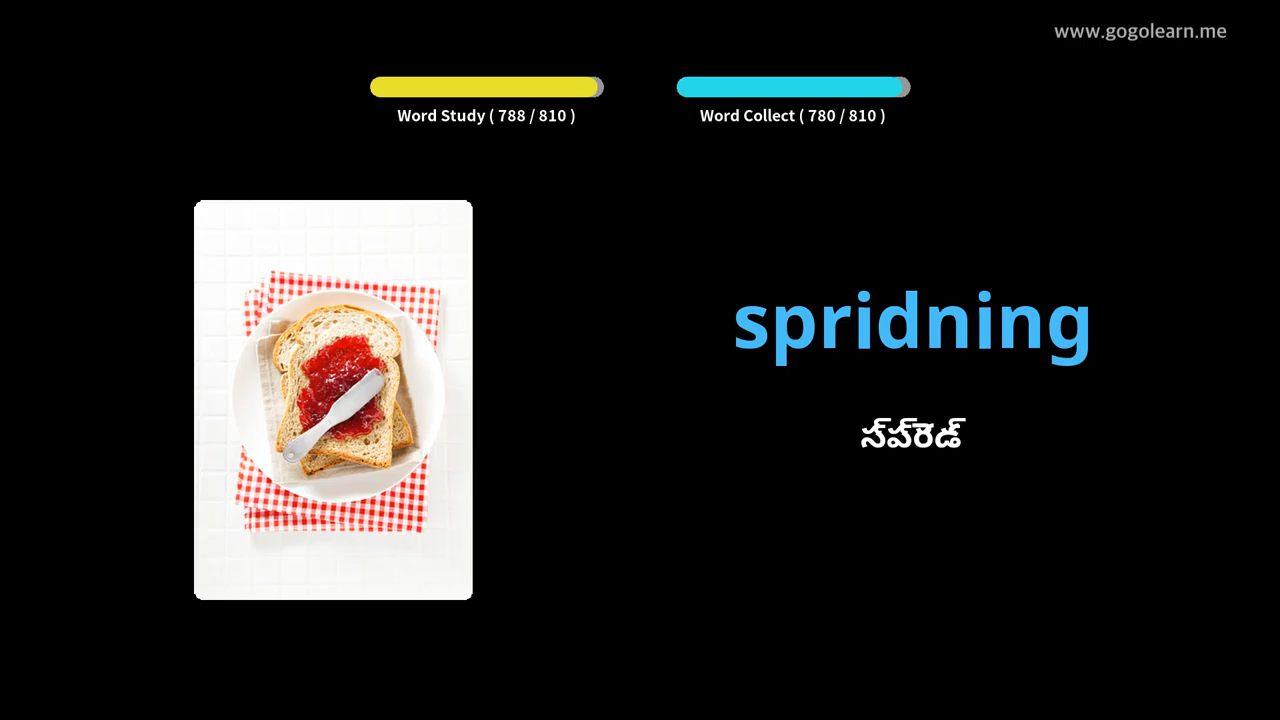 www.gogolearn.me
Word Study ( 788 / 810 )
Word Collect ( 780 / 810 )
spridning
స్ప్రెడ్